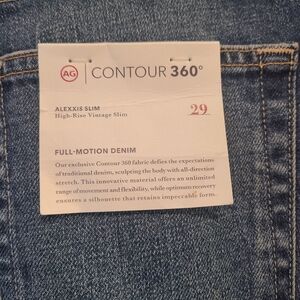 AG | CONTOUR 360°
ALEXXIS SLIM
High-Rise Vintage Slim
29
FULL-MOTION DENIM
Our exclusive Contour 360 fabric defies the expectations
of traditional denim, sculpting the body with all-direction
stretch. This innovative material offers an unlimited
range of movement and flexibility, while optimum recovery
ensures a silhouette that retains impeccable form.